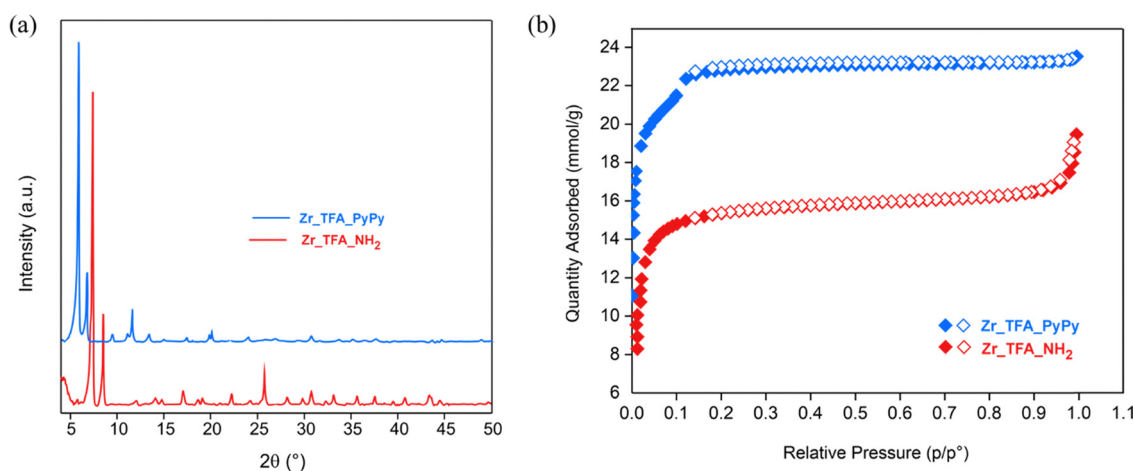 (a)
Intensity (a.u.)
Zr_TFA_PyPy
Zr_TFA_NH₂
5 10 15 20 25 30 35 40 45 50
2θ (°)
(b)
Quantity Adsorbed (mmol/g)
24
22
20
18
16
14
12
10
8
6
Zr_TFA_PyPy
Zr_TFA_NH₂
0.0 0.1 0.2 0.3 0.4 0.5 0.6 0.7 0.8 0.9 1.0 1.1
Relative Pressure (p/p°)